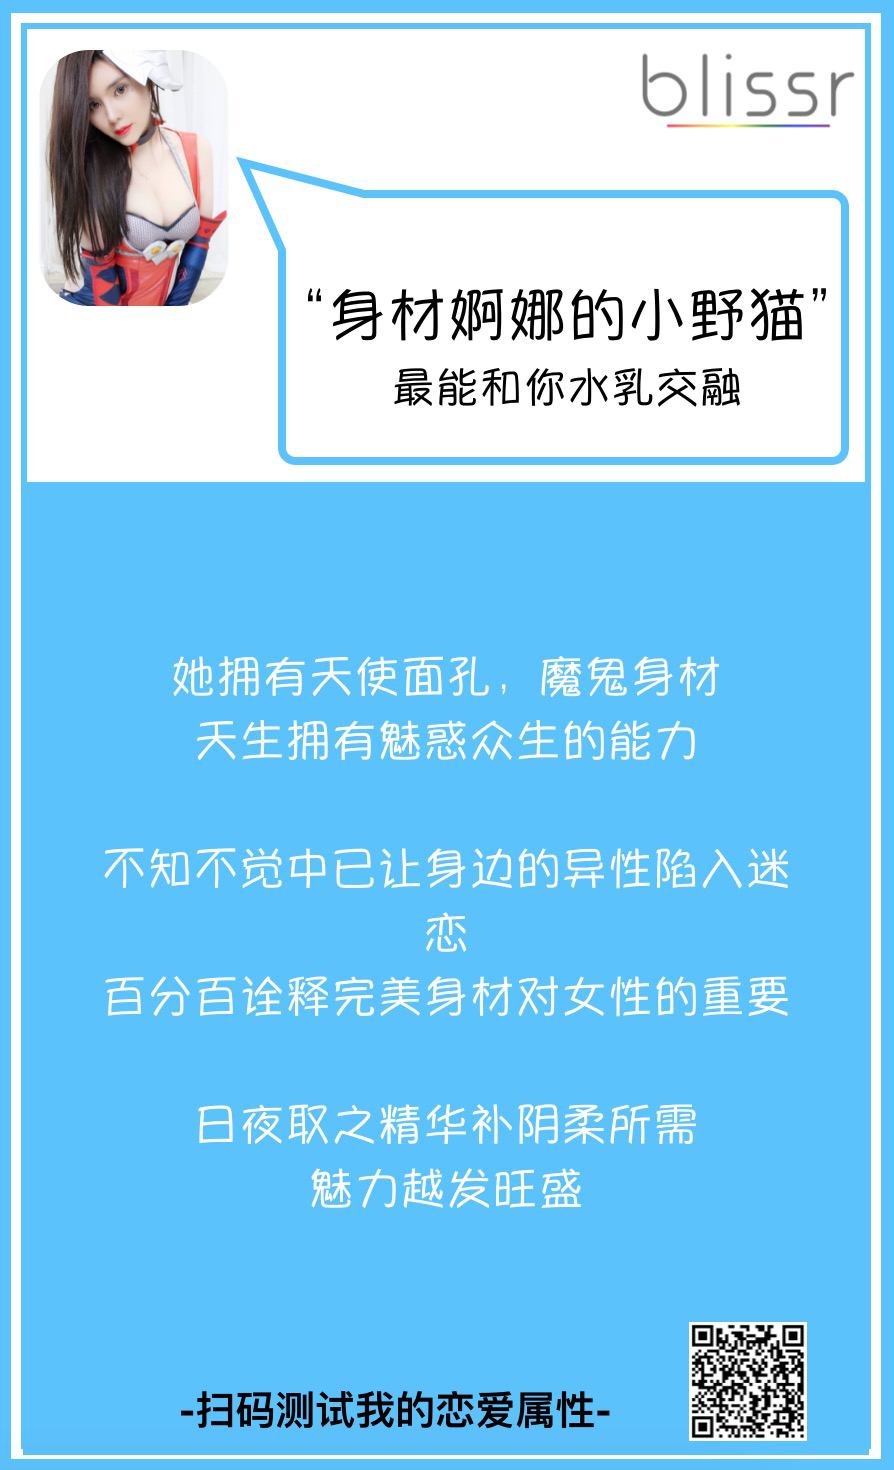 blissr
“身材婀娜的小野猫”
最能和你水乳交融
她拥有天使面孔，魔鬼身材
天生拥有魅惑众生的能力
不知不觉中已让身边的异性陷入迷
恋
百分百诠释完美身材对女性的重要
日夜取之精华补阴柔所需
魅力越发旺盛
-扫码测试我的恋爱属性-